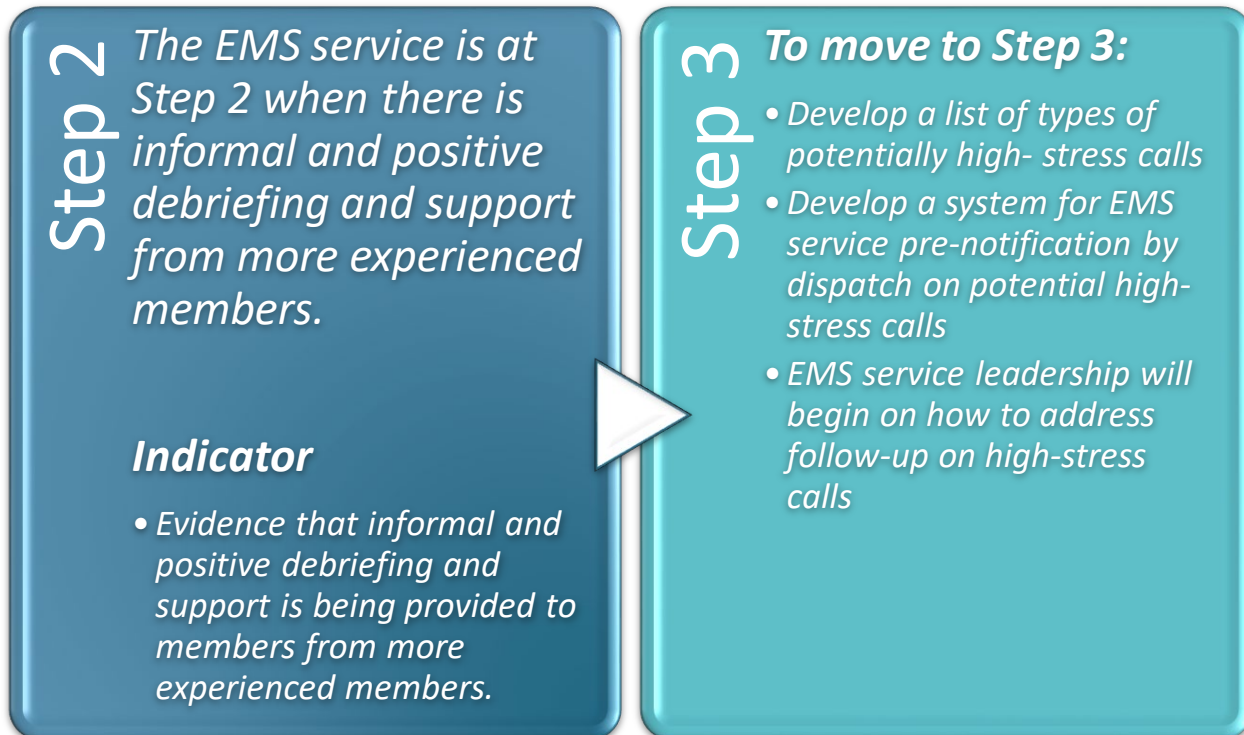 Step 2
The EMS service is at
Step 2 when there is
informal and positive
debriefing and support
from more experienced
members.
Indicator
• Evidence that informal and
positive debriefing and
support is being provided to
members from more
experienced members.
Step 3
To move to Step 3:
• Develop a list of types of
potentially high- stress calls
• Develop a system for EMS
service pre-notification by
dispatch on potential high-
stress calls
• EMS service leadership will
begin on how to address
follow-up on high-stress
calls